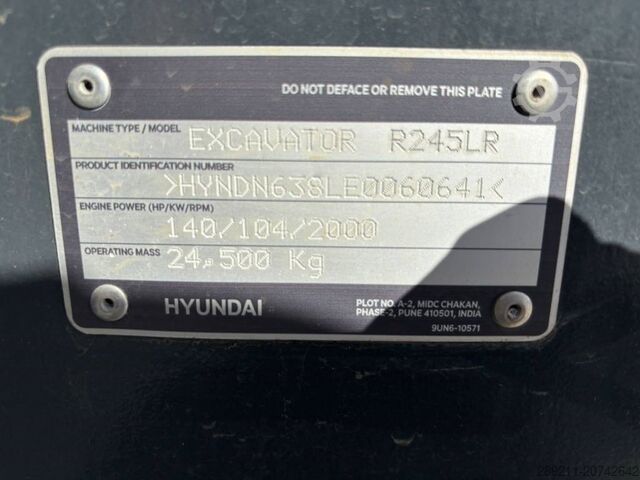 DO NOT DEFACE OR REMOVE THIS PLATE
MACHINE TYPE / MODEL EXCAVATOR R245LR
PRODUCT IDENTIFICATION NUMBER
>HYNDN638LE0060641<
ENGINE POWER (HP/KW/RPM)
140/104/2000
OPERATING MASS 24,500 Kg
HYUNDAI
PLOT NO. A-2, MIDC CHAKAN,
PHASE-2, PUNE 410501, INDIA
9UN6-10571
289211-20742642